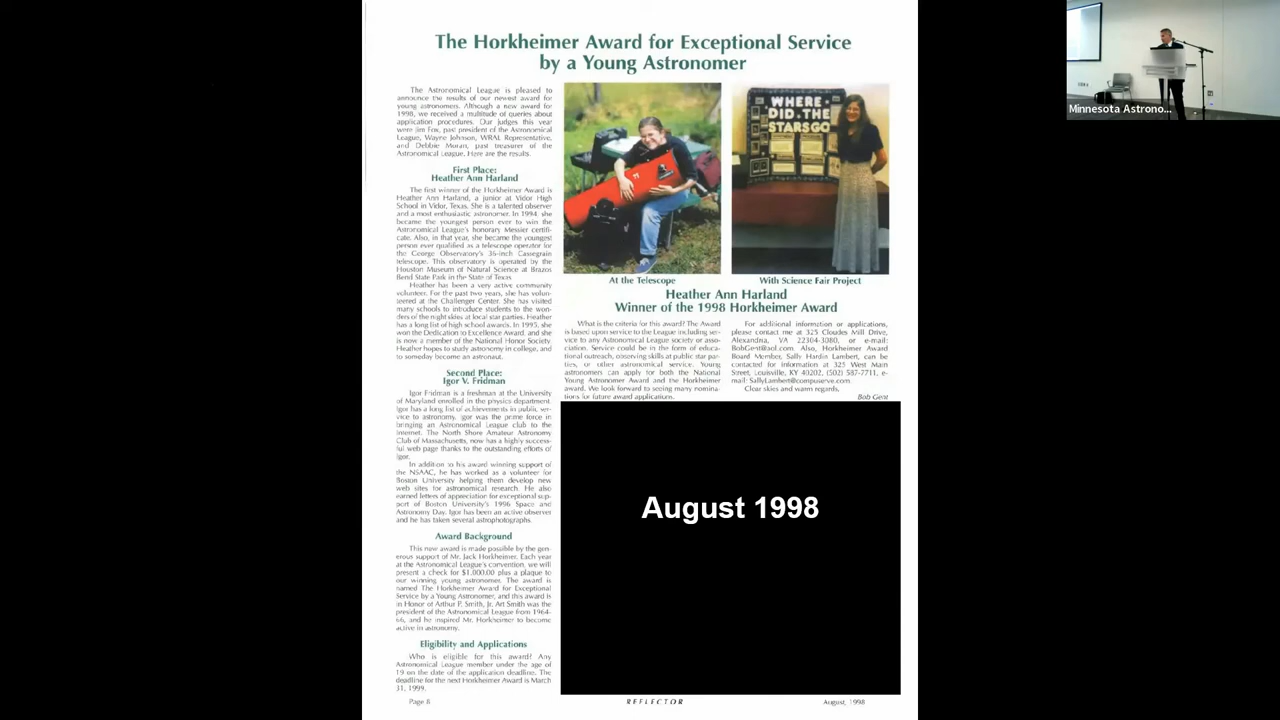 The Horkheimer Award for Exceptional Service
by a Young Astronomer
The Astronomical League is pleased to
announce the results of our newest award for
young astronomers. Although a new award for
1998, we received a multitude of queries about
application procedures. Our judges this year
were Jim Fox, past president of the Astronomical
League, Wayne Johnson, WRAL Representative,
and Debbie Moran, past treasurer of the
Astronomical League. Here are the results.
First Place:
Heather Ann Harland
The first winner of the Horkheimer Award is
Heather Ann Harland, a junior at Vidor High
School in Vidor, Texas. She is a talented observer
and a most enthusiastic astronomer. In 1994, she
became the youngest person ever to win the
Astronomical League's honorary Messier certifi-
cate. Also, in that year, she became the youngest
person ever qualified as a telescope operator for
the George Observatory's 36-inch Cassegrain
telescope. This observatory is operated by the
Houston Museum of Natural Science at Brazos
Bend State Park in the State of Texas.
Heather has been a very active community
volunteer. For the past two years, she has volun-
teered at the Challenger Center. She has visited
many schools to introduce students to the won-
ders of the night skies at local star parties. Heather
has a long list of high school awards. In 1995, she
won the Dedication to Excellence Award, and she
is now a member of the National Honor Society.
Heather hopes to study astronomy in college, and
to someday become an astronaut.
Second Place:
Igor V. Fridman
Igor Fridman is a freshman at the University
of Maryland enrolled in the physics department.
Igor has a long list of achievements in public ser-
vice to astronomy. Igor was the prime force in
bringing an Astronomical League club to the
Internet. The North Shore Amateur Astronomy
Club of Massachusetts, now has a highly success-
ful web page thanks to the outstanding efforts of
Igor.
In addition to his award winning support of
the NSAAC, he has worked as a volunteer for
Boston University helping them develop new
web sites for astronomical research. He also
earned letters of appreciation for exceptional sup-
port of Boston University's 1996 Space and
Astronomy Day. Igor has been an active observer
and he has taken several astrophotographs.
Award Background
This new award is made possible by the gen-
erous support of Mr. Jack Horkheimer. Each year
at the Astronomical League's convention, we will
present a check for $1,000.00 plus a plaque to
our winning young astronomer. The award is
named The Horkheimer Award for Exceptional
Service by a Young Astronomer, and this award is
in Honor of Arthur P. Smith, Jr. Art Smith was the
president of the Astronomical League from 1964-
66, and he inspired Mr. Horkheimer to become
active in astronomy.
Eligibility and Applications
Who is eligible for this award? Any
Astronomical League member under the age of
19 on the date of the application deadline. The
deadline for the next Horkheimer Award is March
31, 1999.
WHERE
DID THE
STARS GO
At the Telescope
With Science Fair Project
Heather Ann Harland
Winner of the 1998 Horkheimer Award
What is the criteria for this award? The Award
is based upon service to the League including ser-
vice to any Astronomical League society or asso-
ciation. Service could be in the form of educa-
tional outreach, observing skills at public star par-
ties, or other astronomical service. Young
astronomers can apply for both the National
Young Astronomer Award and the Horkheimer
award. We look forward to seeing many nomina-
tions for future award applications.
For additional information or applications,
please contact me at 325 Cloudes Mill Drive,
Alexandria, VA 22304-3080, or e-mail:
BobGent@aol.com. Also, Horkheimer Award
Board Member, Sally Hardin Lambert, can be
contacted for information at 325 West Main
Street, Louisville, KY 40202, (502) 587-7711, e-
mail: SallyLambert@compuserve.com
Clear skies and warm regards,
Bob Gent
August 1998
Page 8
REFLECTOR
August, 1998
Minnesota Astrono...